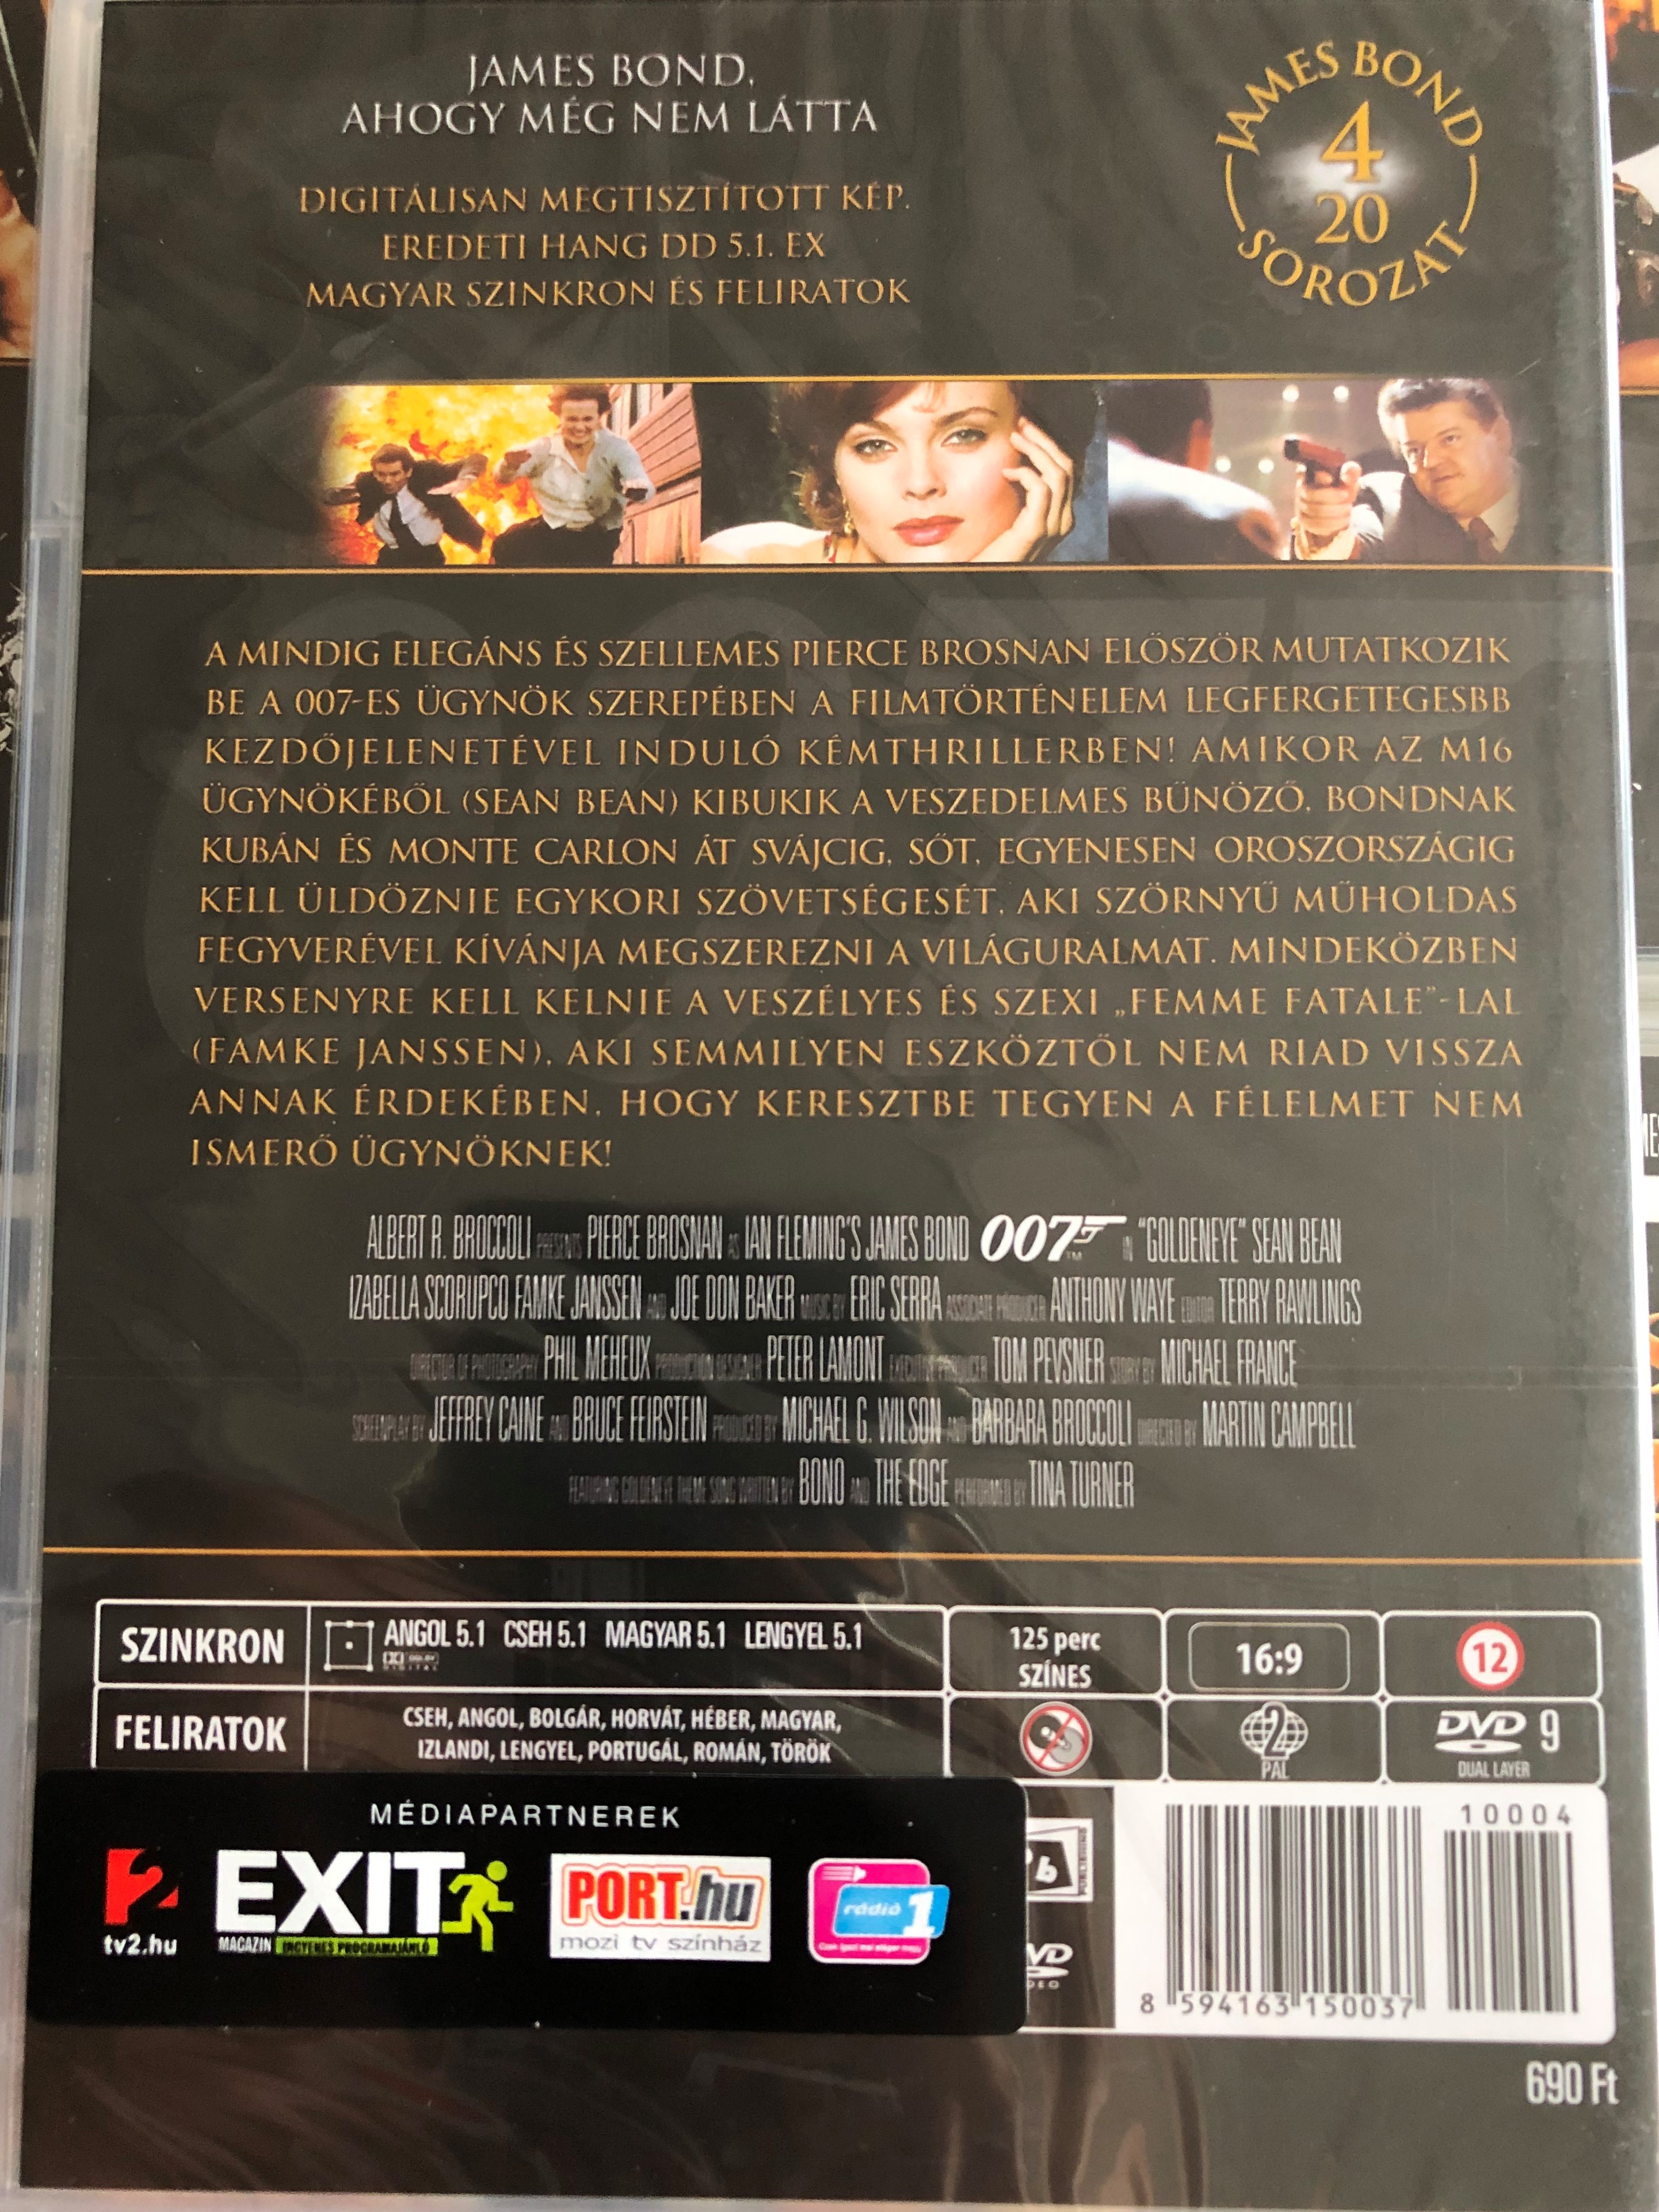 JAMES BOND,
AHOGY MÉG NEM LÁTTA
DIGITÁLISAN MEGTISZTÍTOTT KÉP.
EREDETI HANG DD 5.1. EX
MAGYAR SZINKRON ÉS FELIRATOK
JAMES BOND
4
20
SOROZAT
A MINDIG ELEGÁNS ÉS SZELLEMES PIERCE BROSNAN ELŐSZÖR MUTATKOZIK
BE A 007-ES ÜGYNÖK SZEREPÉBEN A FILMTÖRTÉNELEM LEGFERGETEGESBB
KEZDŐJELENETÉVEL INDULÓ KÉMTHRILLERBEN! AMIKOR AZ M16
ÜGYNÖKÉBŐL (SEAN BEAN) KIBUKIK A VESZEDELMES BŰNÖZŐ, BONDNAK
KUBÁN ÉS MONTE CARLON ÁT SVÁJCIG, SŐT, EGYENESEN OROSZORSZÁGIG
KELL ÜLDÖZNIE EGYKORI SZÖVETSÉGESÉT, AKI SZÖRNYŰ MŰHOLDAS
FEGYVERÉVEL KÍVÁNJA MEGSZEREZNI A VILÁGURALMAT. MINDEKÖZBEN
VERSENYRE KELL KELNIE A VESZÉLYES ÉS SZEXI „FEMME FATALE”-LAL
(FAMKE JANSSEN), AKI SEMMILYEN ESZKÖZTŐL NEM RIAD VISSZA
ANNAK ÉRDEKÉBEN, HOGY KERESZTBE TEGYEN A FÉLELMET NEM
ISMERŐ ÜGYNÖKNEK!
ALBERT R. BROCCOLI PRESENTS PIERCE BROSNAN AS IAN FLEMING'S JAMES BOND 007 TM IN "GOLDENEYE" SEAN BEAN
IZABELLA SCORUPCO FAMKE JANSSEN AND JOE DON BAKER MUSIC BY ERIC SERRA ASSOCIATE PRODUCER ANTHONY WAYE EDITOR TERRY RAWLINGS
DIRECTOR OF PHOTOGRAPHY PHIL MEHEUX PRODUCTION DESIGNER PETER LAMONT EXECUTIVE PRODUCER TOM PEVSNER STORY BY MICHAEL FRANCE
SCREENPLAY BY JEFFREY CAINE AND BRUCE FEIRSTEIN PRODUCED BY MICHAEL G. WILSON AND BARBARA BROCCOLI DIRECTED BY MARTIN CAMPBELL
FEATURING GOLDENEYE THEME SONG WRITTEN BY BONO AND THE EDGE PERFORMED BY TINA TURNER
SZINKRON
ANGOL 5.1 CSEH 5.1 MAGYAR 5.1 LENGYEL 5.1
DOLBY
DIGITAL
125 perc
SZÍNES
16:9
12
FELIRATOK
CSEH, ANGOL, BOLGÁR, HORVÁT, HÉBER, MAGYAR,
IZLANDI, LENGYEL, PORTUGÁL, ROMÁN, TÖRÖK
2
PAL
DVD 9
DUAL LAYER
MÉDIAPARTNEREK
2
tv2.hu
EXIT
MAGAZIN INGYENES PROGRAMAJÁNLÓ
PORT.hu
mozi tv színház
rádió 1
10004
8 594163 150037
690 Ft